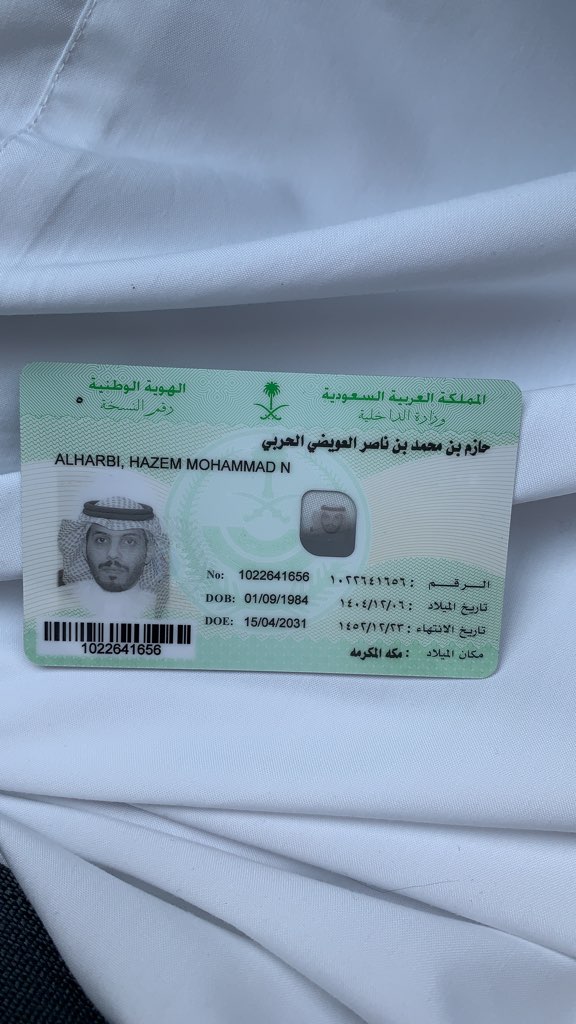 المملكة العربية السعودية
وزارة الداخلية
الهوية الوطنية
رقم النسخة ٥
حازم بن محمد بن ناصر العويضي الحربي
ALHARBI, HAZEM MOHAMMAD N
No: 1022641656
الرقم : ١٠٢٢٦٤١٦٥٦
DOB: 01/09/1984
تاريخ الميلاد : ١٤٠٤/١٢/٠٦
DOE: 15/04/2031
تاريخ الانتهاء : ١٤٥٢/١٢/٢٣
مكان الميلاد : مكه المكرمه
1022641656